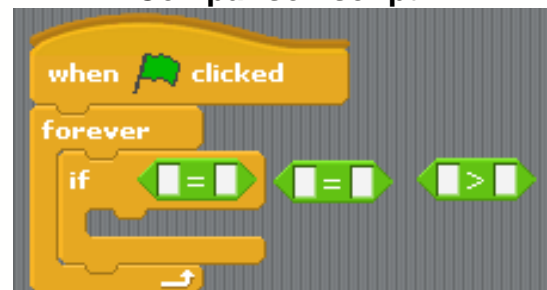 when clicked
forever
if = = >